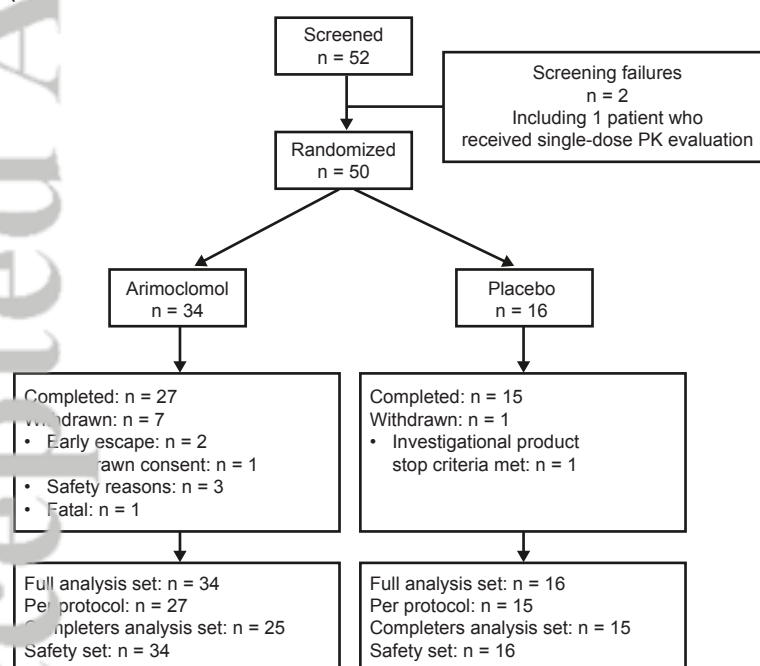 Screened
n = 52
Screening failures
n = 2
Including 1 patient who
received single-dose PK evaluation
Randomized
n = 50
Arimoclomol
n = 34
Placebo
n = 16
Completed: n = 27
n = 7
• Early escape: n = 2
consent: n = 1
• Safety reasons: n = 3
• Fatal: n = 1
Completed: n = 15
Withdrawn: n = 1
• Investigational product
stop criteria met: n = 1
Full analysis set: n = 34
Per protocol: n = 27
analysis set: n = 25
Safety set: n = 34
Full analysis set: n = 16
Per protocol: n = 15
Completers analysis set: n = 15
Safety set: n = 16